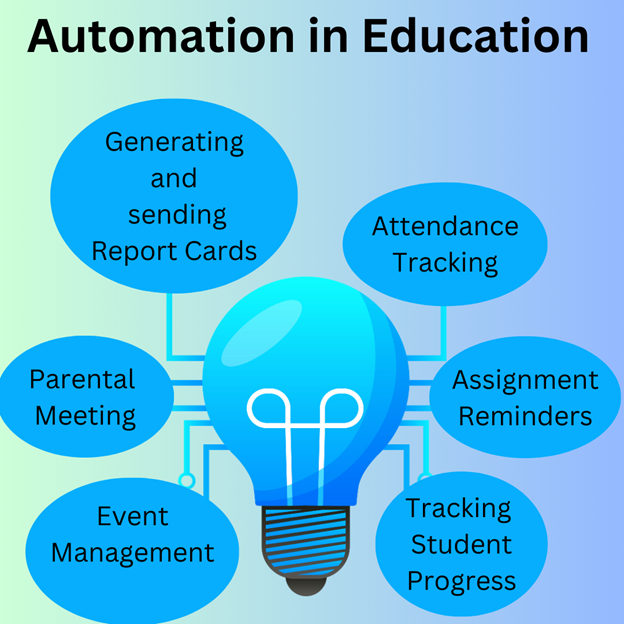 Automation in Education
Generating
and
sending
Report Cards
Attendance
Tracking
Parental
Meeting
Assignment
Reminders
Event
Management
Tracking
Student
Progress